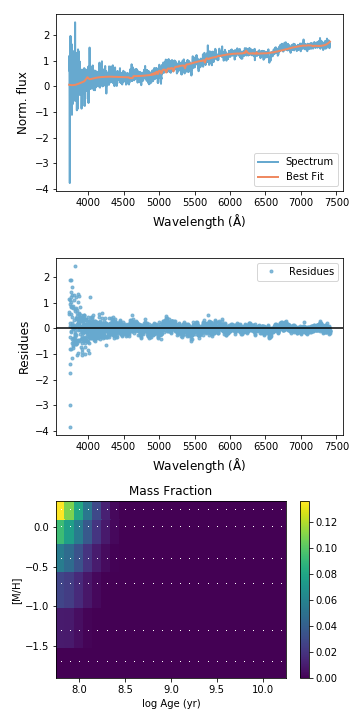 2
1
0
−1
−2
−3
−4
Norm. flux
Spectrum
Best Fit
4000 4500 5000 5500 6000 6500 7000 7500
Wavelength (Å)
2
1
0
−1
−2
−3
−4
Residues
Residues
4000 4500 5000 5500 6000 6500 7000 7500
Wavelength (Å)
Mass Fraction
0.0
−0.5
−1.0
−1.5
[M/H]
8.0 8.5 9.0 9.5 10.0
log Age (yr)
0.12
0.10
0.08
0.06
0.04
0.02
0.00